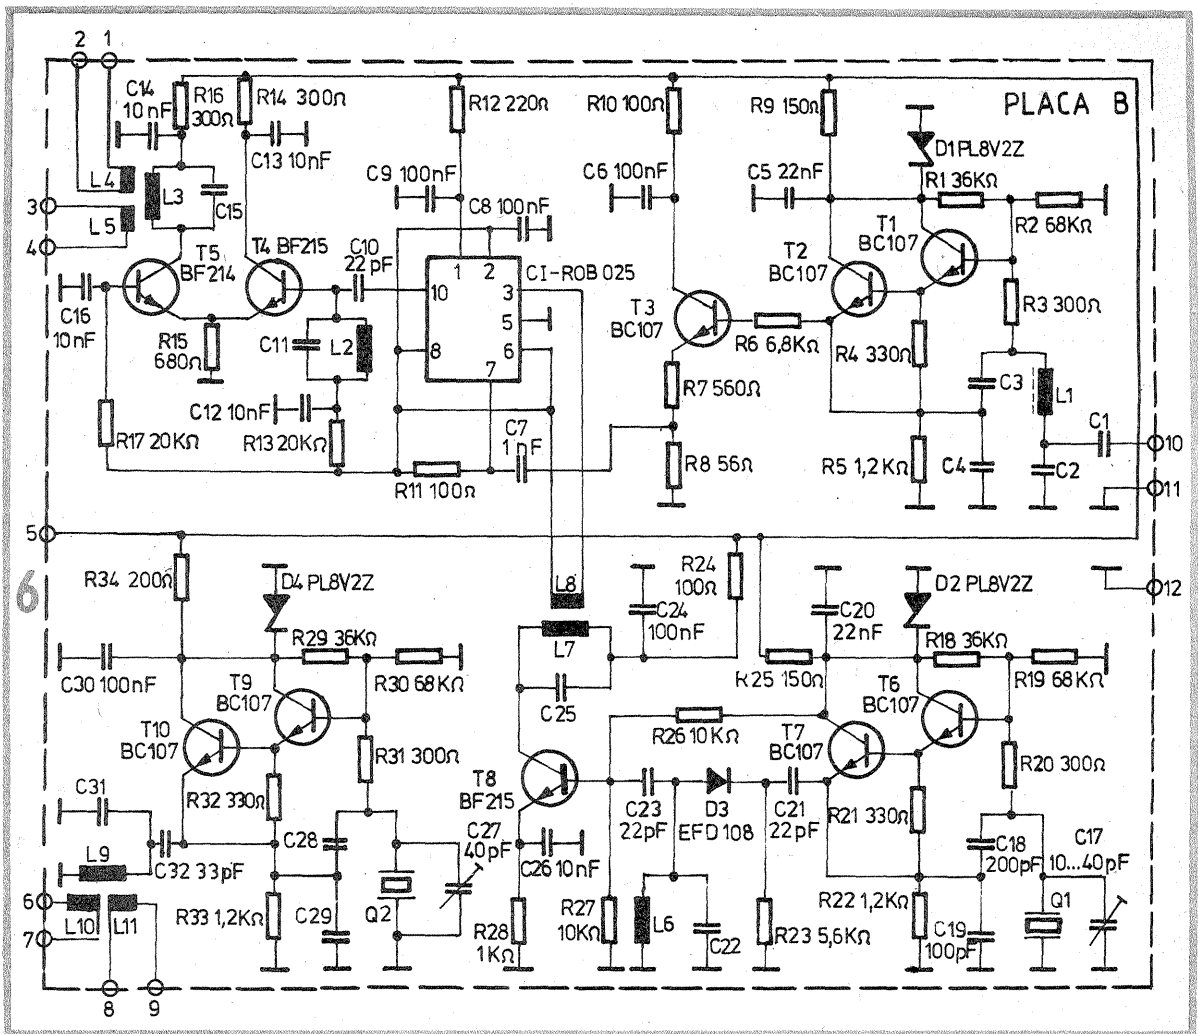 2 1
C14
10 nF
R16
300Ω
R14 300Ω
R12 220Ω
R10 100Ω
R9 150Ω
PLACA B
D1 PL8V2Z
C13 10nF
C9 100nF
C6 100nF
C5 22nF
R1 36KΩ
R2 68KΩ
L4
L3
C15
C8 100nF
3
L5
4
T5
BF214
T4 BF215
C10
22 pF
1 2
CI-ROB 025
10
3
5
8
6
7
T3
BC107
T2
BC107
T1
BC107
R3 300Ω
C16
10nF
R15
680Ω
C11
L2
R6 6,8KΩ
R4 330Ω
R7 560Ω
C3
L1
C12 10nF
R17 20KΩ
R13 20KΩ
C7
1 nF
C1
10
R11 100Ω
R8 56Ω
R5 1,2KΩ
C4
C2
11
5
R34 200Ω
D4 PL8V2Z
L8
R24
100Ω
D2 PL8V2Z
12
6
C24
100nF
C20
22nF
L7
R29 36KΩ
R18 36KΩ
C30 100nF
R30 68KΩ
R25 150Ω
R19 68KΩ
T9
BC107
C25
T6
BC107
T10
BC107
R26 10KΩ
T7
BC107
R31 300Ω
R20 300Ω
T8
BF215
C31
R32 330Ω
C23
22pF
D3
EFD 108
C21
22pF
R21 330Ω
C28
C27
40pF
C18
200pF
C17
10...40pF
L9
C32 33pF
C26 10nF
6
L10
L11
R33 1,2KΩ
C29
Q2
R28
1KΩ
R27
10KΩ
L6
C22
R23 5,6KΩ
R22 1,2KΩ
C19
100pF
Q1
7
8
9